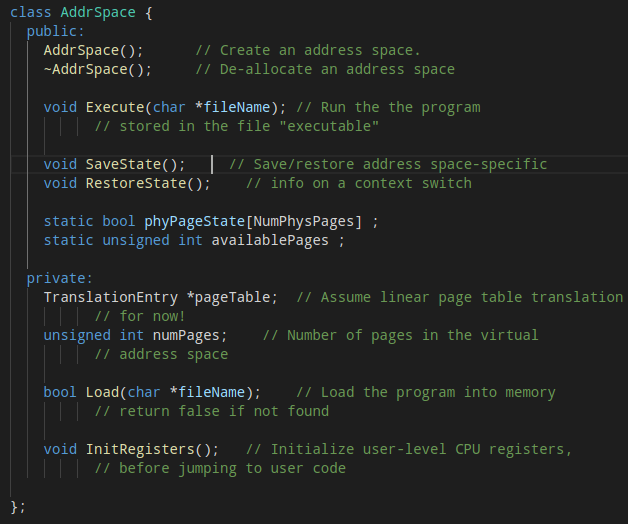 class AddrSpace {
public:
AddrSpace(); // Create an address space.
~AddrSpace(); // De-allocate an address space
void Execute(char *fileName); // Run the the program
// stored in the file "executable"
void SaveState(); // Save/restore address space-specific
void RestoreState(); // info on a context switch
static bool phyPageState[NumPhysPages] ;
static unsigned int availablePages ;
private:
TranslationEntry *pageTable; // Assume linear page table translation
// for now!
unsigned int numPages; // Number of pages in the virtual
// address space
bool Load(char *fileName); // Load the program into memory
// return false if not found
void InitRegisters(); // Initialize user-level CPU registers,
// before jumping to user code
};